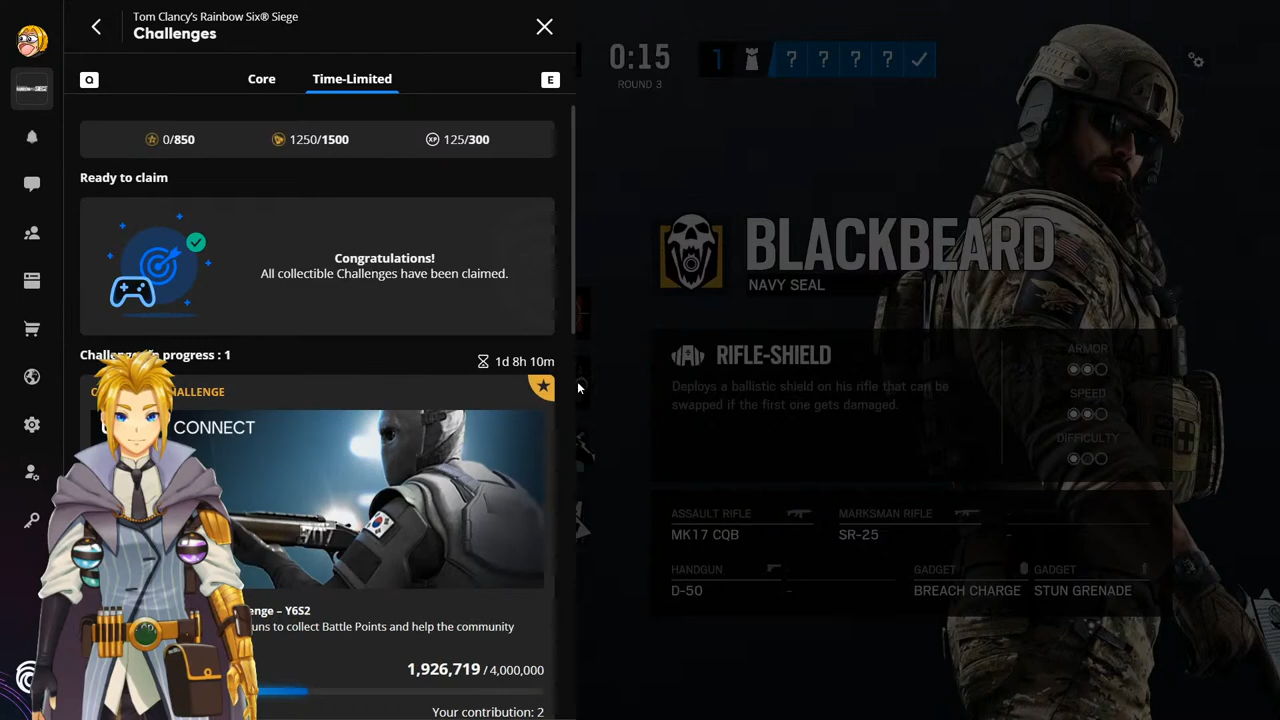 Tom Clancy's Rainbow Six® Siege
Challenges
Q
Core
Time-Limited
E
0/850
1250/1500
XP 125/300
Ready to claim
Congratulations!
All collectible Challenges have been claimed.
progress : 1
1d 8h 10m
ALLENGE
CONNECT
enge – Y6S2
uns to collect Battle Points and help the community
1,926,719 / 4,000,000
Your contribution: 2
0:15
ROUND 3
1
? ? ? ?
BLACKBEARD
NAVY SEAL
RIFLE-SHIELD
Deploys a ballistic shield on his rifle that can be
swapped if the first one gets damaged.
ARMOR
SPEED
DIFFICULTY
ASSAULT RIFLE
MK17 CQB
MARKSMAN RIFLE
SR-25
-
HANDGUN
D-50
-
GADGET
BREACH CHARGE
GADGET
STUN GRENADE